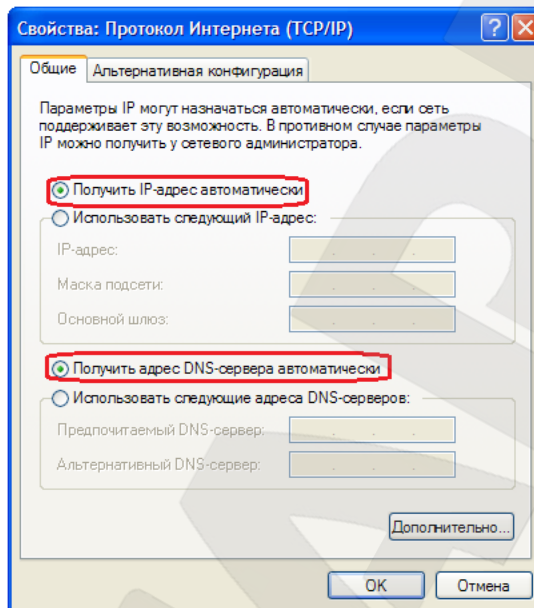 Свойства: Протокол Интернета (TCP/IP)
Общие
Альтернативная конфигурация
Параметры IP могут назначаться автоматически, если сеть
поддерживает эту возможность. В противном случае параметры
IP можно получить у сетевого администратора.
Получить IP-адрес автоматически
Использовать следующий IP-адрес:
IP-адрес:
Маска подсети:
Основной шлюз:
Получить адрес DNS-сервера автоматически
Использовать следующие адреса DNS-серверов:
Предпочитаемый DNS-сервер:
Альтернативный DNS-сервер:
Дополнительно...
OK
Отмена